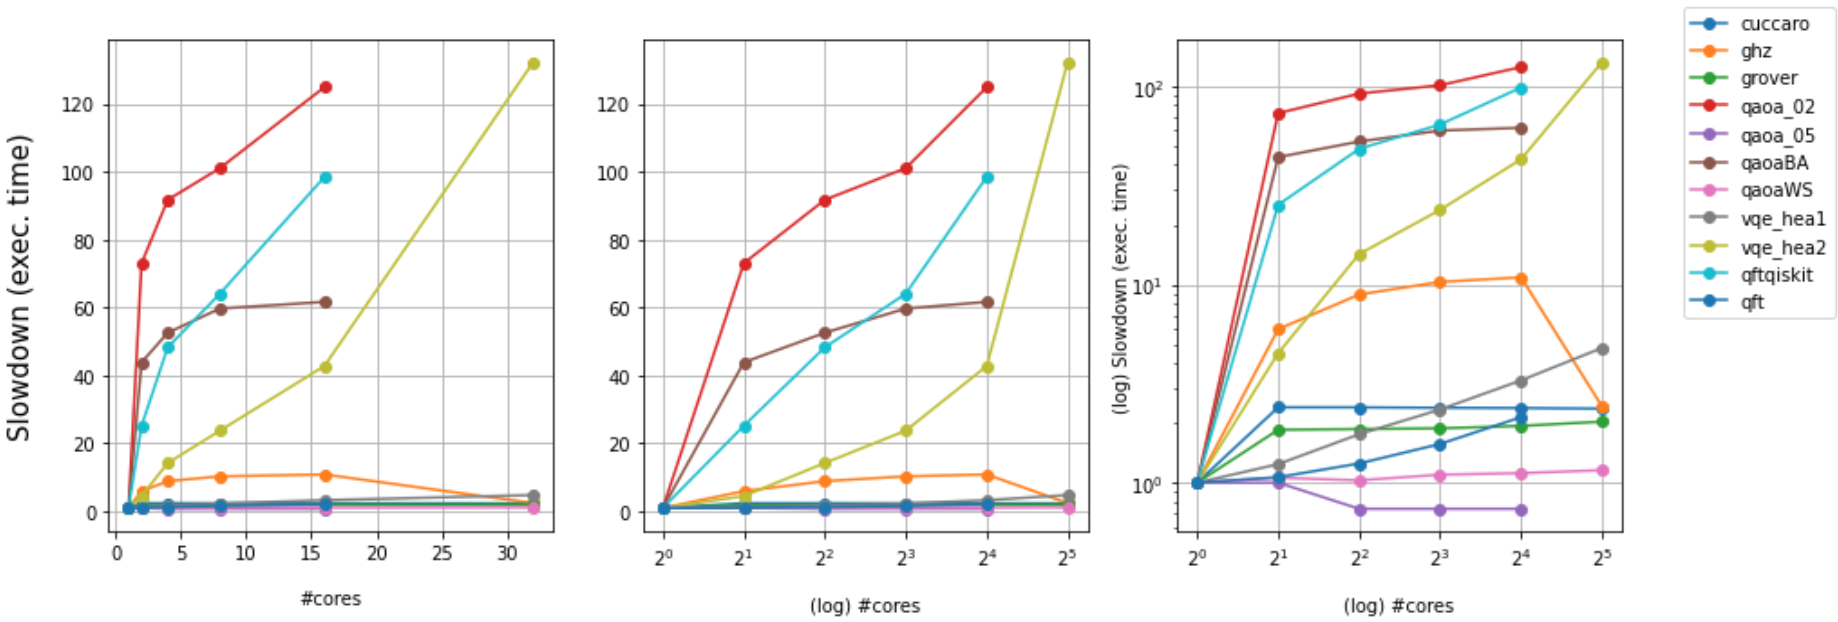 Slowdown (exec. time)
120
100
80
60
40
20
0
0 5 10 15 20 25 30
#cores
120
100
80
60
40
20
0
2⁰ 2¹ 2² 2³ 2⁴ 2⁵
(log) #cores
(log) Slowdown (exec. time)
10²
10¹
10⁰
2⁰ 2¹ 2² 2³ 2⁴ 2⁵
(log) #cores
cuccaro
ghz
grover
qaoa_02
qaoa_05
qaoaBA
qaoaWS
vqe_hea1
vqe_hea2
qftqiskit
qft